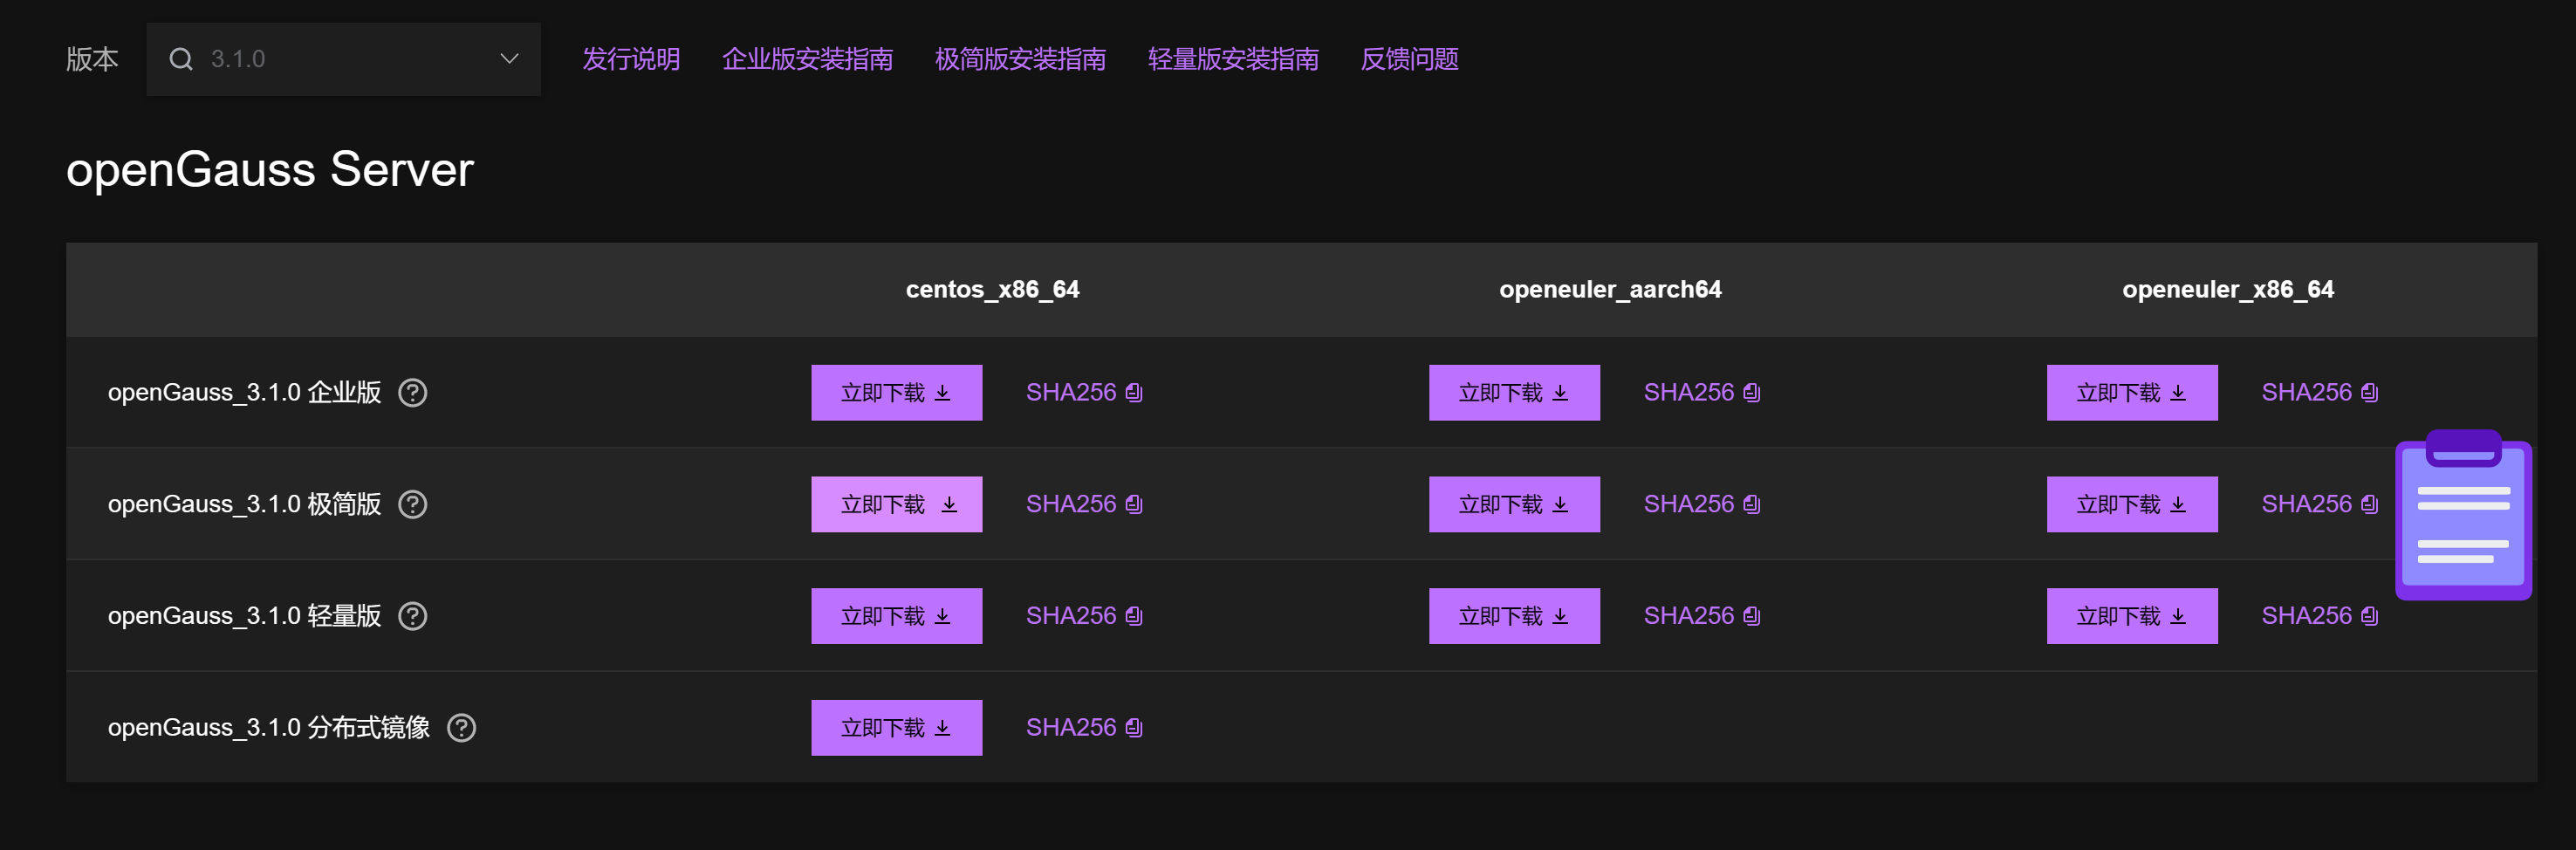 版本 3.1.0 发行说明 企业版安装指南 极简版安装指南 轻量版安装指南 反馈问题
openGauss Server
centos_x86_64 openeuler_aarch64 openeuler_x86_64
openGauss_3.1.0 企业版 立即下载 SHA256 立即下载 SHA256 立即下载 SHA256
openGauss_3.1.0 极简版 立即下载 SHA256 立即下载 SHA256 立即下载 SHA256
openGauss_3.1.0 轻量版 立即下载 SHA256 立即下载 SHA256 立即下载 SHA256
openGauss_3.1.0 分布式镜像 立即下载 SHA256